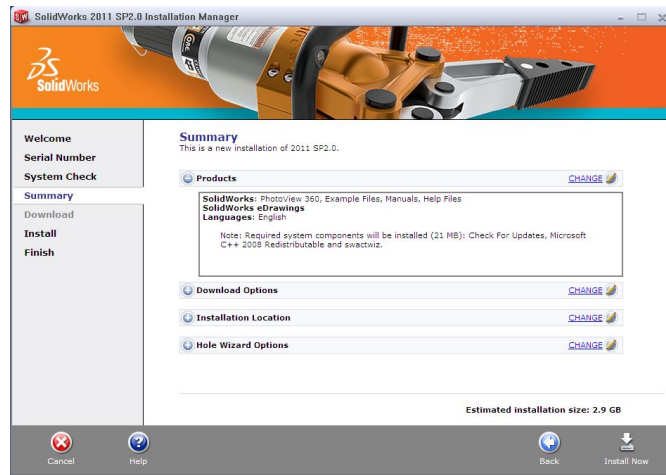 SolidWorks 2011 SP2.0 Installation Manager
CORE
SolidWorks
Welcome
Serial Number
System Check
Summary
Download
Install
Finish
Summary
This is a new installation of 2011 SP2.0.
Products CHANGE
SolidWorks: PhotoView 360, Example Files, Manuals, Help Files
SolidWorks eDrawings
Languages: English
Note: Required system components will be installed (21 MB): Check For Updates, Microsoft
C++ 2008 Redistributable and swactwiz.
Download Options CHANGE
Installation Location CHANGE
Hole Wizard Options CHANGE
Estimated installation size: 2.9 GB
Cancel Help Back Install Now